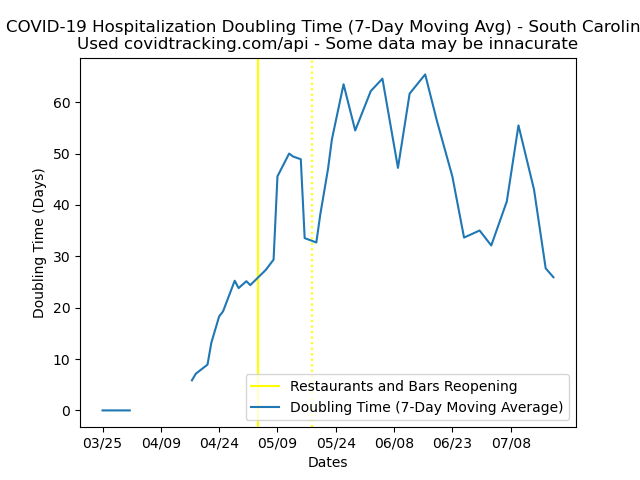 COVID-19 Hospitalization Doubling Time (7-Day Moving Avg) - South Carolin
Used covidtracking.com/api - Some data may be innacurate
60
50
40
30
20
10
0
Doubling Time (Days)
Restaurants and Bars Reopening
Doubling Time (7-Day Moving Average)
03/25 04/09 04/24 05/09 05/24 06/08 06/23 07/08
Dates